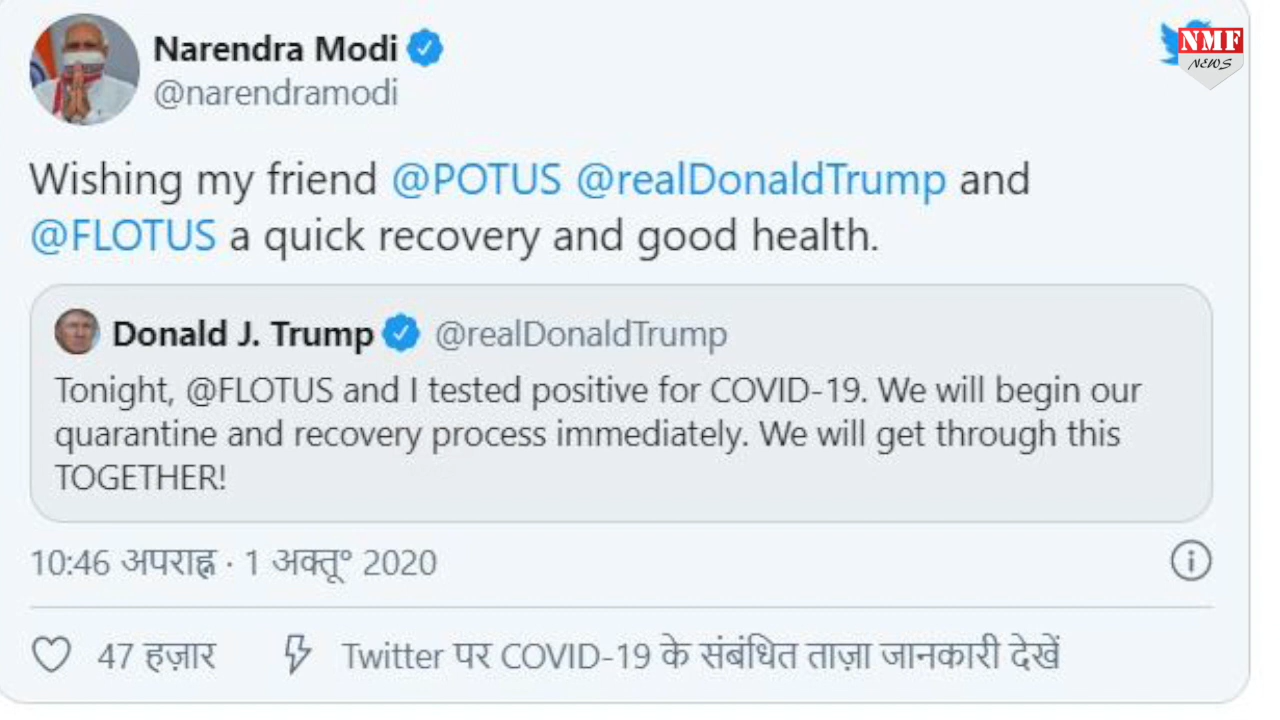 Narendra Modi
@narendramodi
NMF
NEWS
Wishing my friend @POTUS @realDonaldTrump and
@FLOTUS a quick recovery and good health.
Donald J. Trump @realDonaldTrump
Tonight, @FLOTUS and I tested positive for COVID-19. We will begin our
quarantine and recovery process immediately. We will get through this
TOGETHER!
10:46 अपराह्न · 1 अक्तू॰ 2020
47 हज़ार Twitter पर COVID-19 के संबंधित ताज़ा जानकारी देखें